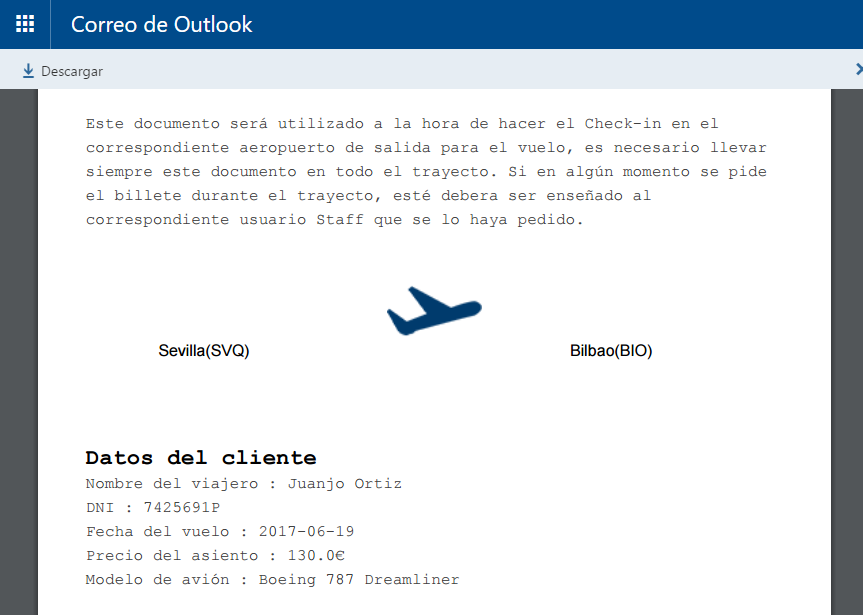 Correo de Outlook
Descargar
Este documento será utilizado a la hora de hacer el Check-in en el
correspondiente aeropuerto de salida para el vuelo, es necesario llevar
siempre este documento en todo el trayecto. Si en algún momento se pide
el billete durante el trayecto, esté debera ser enseñado al
correspondiente usuario Staff que se lo haya pedido.
Sevilla(SVQ)
Bilbao(BIO)
Datos del cliente
Nombre del viajero : Juanjo Ortiz
DNI : 7425691P
Fecha del vuelo : 2017-06-19
Precio del asiento : 130.0€
Modelo de avión : Boeing 787 Dreamliner